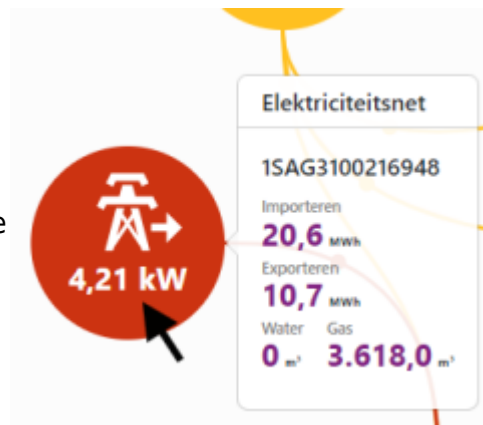 Elektriciteitsnet
1SAG3100216948
Importeren
20,6 MWh
Exporteren
10,7 MWh
Water Gas
0 m³ 3.618,0 m³
4,21 kW
e